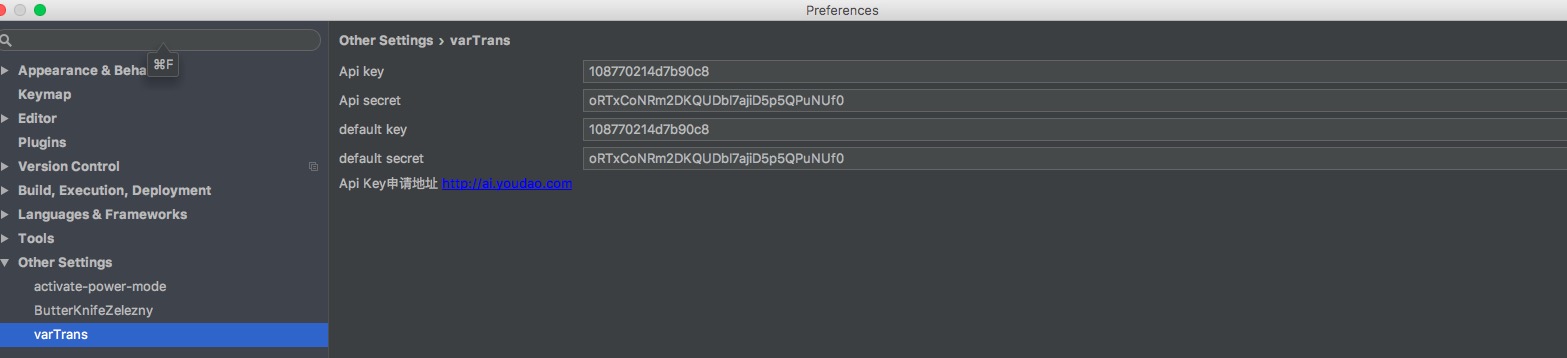 Preferences
⌘F
Appearance & Beha
Keymap
Editor
Plugins
Version Control
Build, Execution, Deployment
Languages & Frameworks
Tools
Other Settings
activate-power-mode
ButterKnifeZelezny
varTrans
Other Settings › varTrans
Api key 108770214d7b90c8
Api secret oRTxCoNRm2DKQUDbl7ajiD5p5QPuNUf0
default key 108770214d7b90c8
default secret oRTxCoNRm2DKQUDbl7ajiD5p5QPuNUf0
Api Key申请地址 http://ai.youdao.com